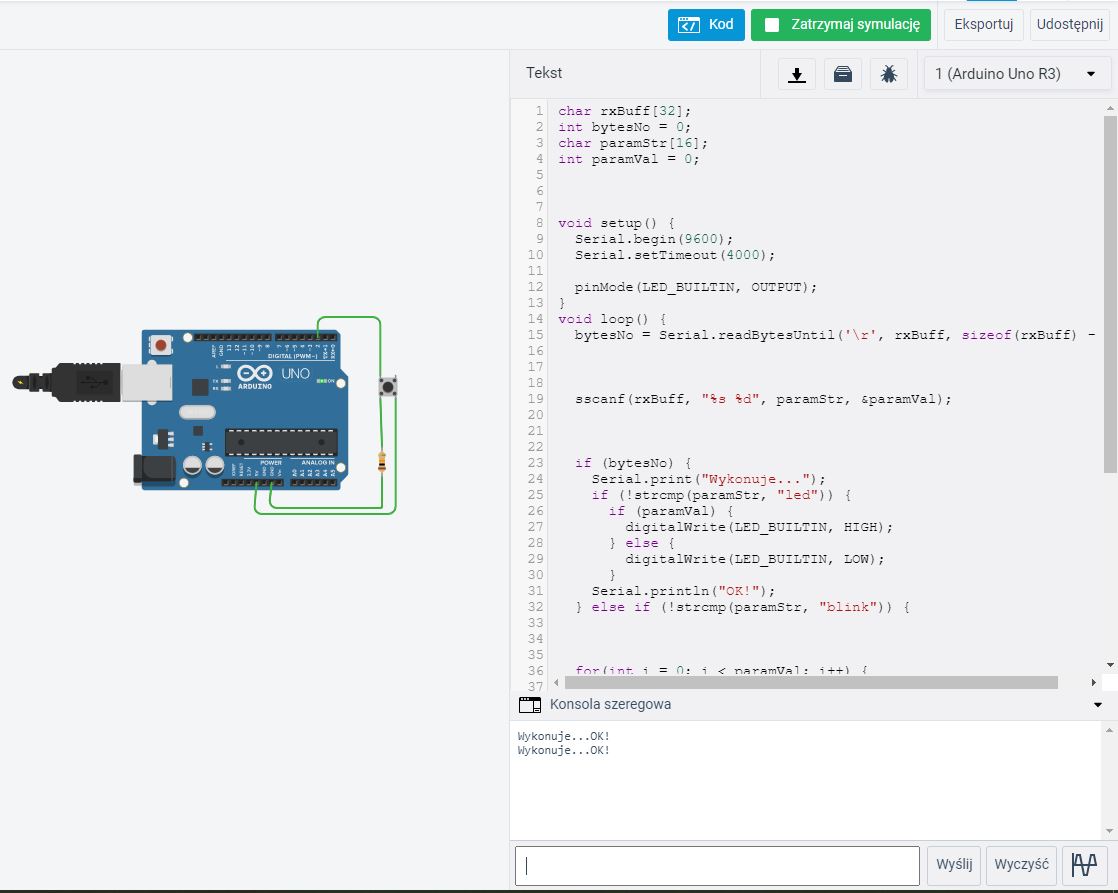 Kod
Zatrzymaj symulację
Eksportuj
Udostępnij
Tekst
1 (Arduino Uno R3)
1 char rxBuff[32];
2 int bytesNo = 0;
3 char paramStr[16];
4 int paramVal = 0;
5
6
7
8 void setup() {
9 Serial.begin(9600);
10 Serial.setTimeout(4000);
11
12 pinMode(LED_BUILTIN, OUTPUT);
13 }
14 void loop() {
15 bytesNo = Serial.readBytesUntil('\r', rxBuff, sizeof(rxBuff) -
16
17
18
19 sscanf(rxBuff, "%s %d", paramStr, &paramVal);
20
21
22
23 if (bytesNo) {
24 Serial.print("Wykonuje...");
25 if (!strcmp(paramStr, "led")) {
26 if (paramVal) {
27 digitalWrite(LED_BUILTIN, HIGH);
28 } else {
29 digitalWrite(LED_BUILTIN, LOW);
30 }
31 Serial.println("OK!");
32 } else if (!strcmp(paramStr, "blink")) {
33
34
35
36 for(int i = 0; i < paramVal; i++) {
37
DIGITAL (PWM~)
UNO
ARDUINO
ON
POWER
ANALOG IN
Konsola szeregowa
Wykonuje...OK!
Wykonuje...OK!
Wyślij
Wyczyść